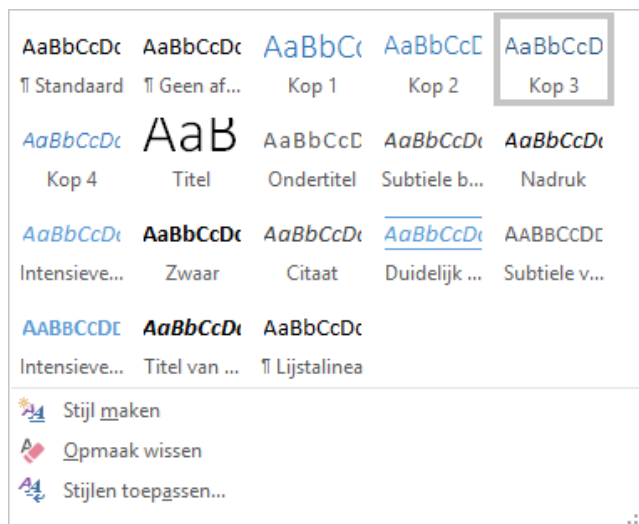 AaBbCcDc AaBbCcDc AaBbC( AaBbCcE AaBbCcD
¶ Standaard ¶ Geen af... Kop 1 Kop 2 Kop 3
AaBbCcDc AaB AaBbCcD AaBbCcDc AaBbCcDc
Kop 4 Titel Ondertitel Subtiele b... Nadruk
AaBbCcDc AaBbCcDc AaBbCcDc AaBbCcDc AABBCCDE
Intensieve... Zwaar Citaat Duidelijk ... Subtiele v...
AABBCCDE AaBbCcDc AaBbCcDc
Intensieve... Titel van ... ¶ Lijstalinea
Stijl maken
Opmaak wissen
Stijlen toepassen...